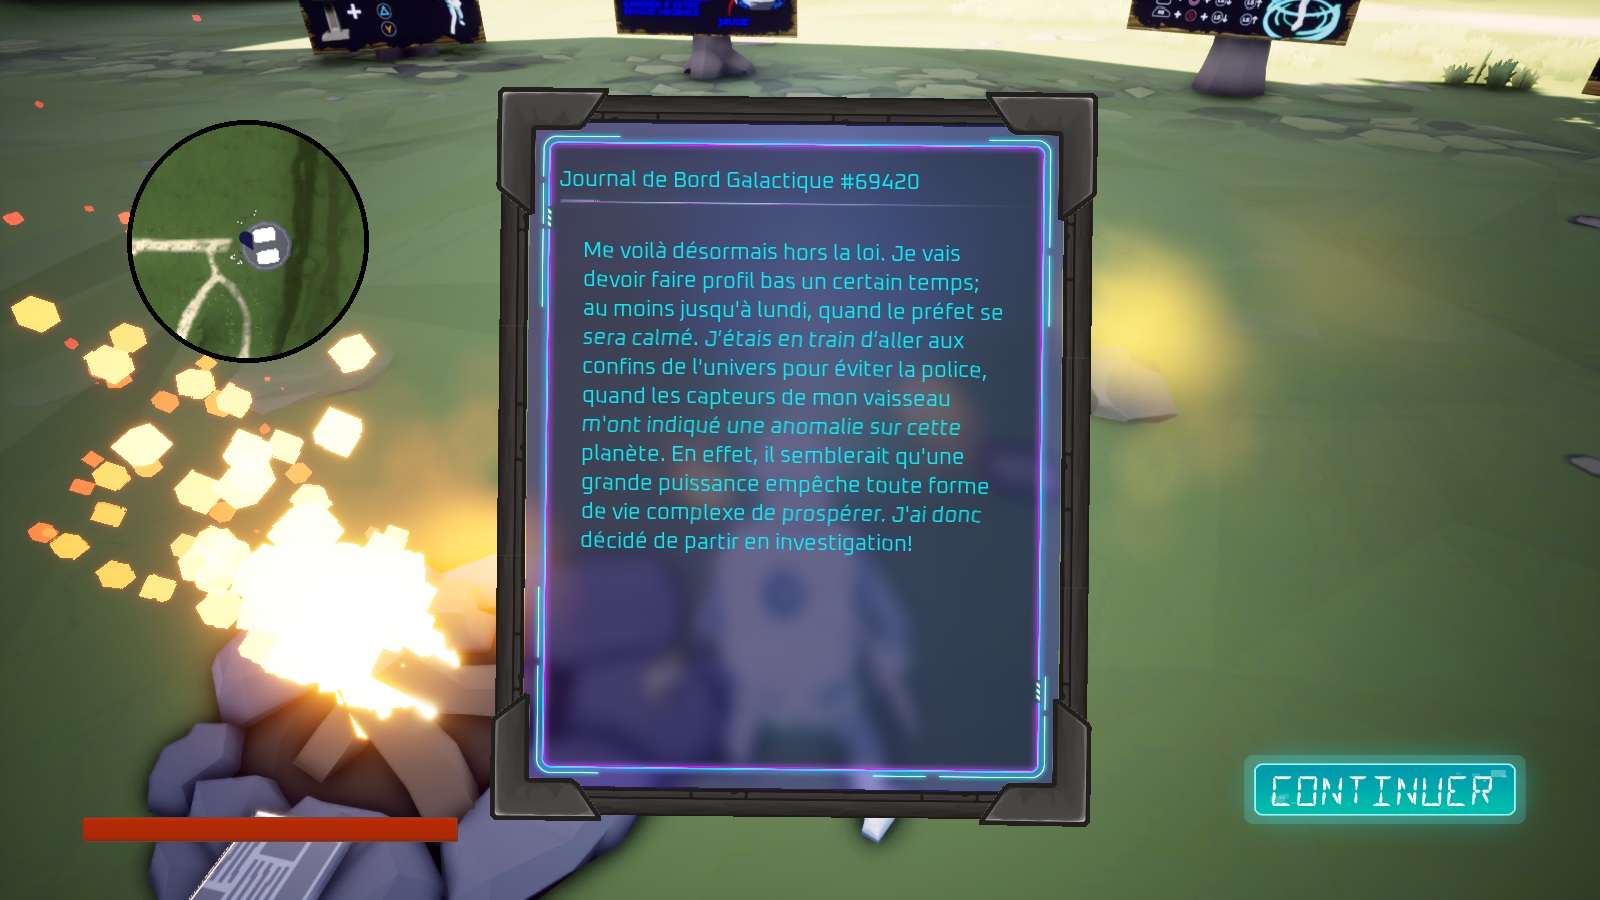 Journal de Bord Galactique #69420
Me voilà désormais hors la loi. Je vais
devoir faire profil bas un certain temps;
au moins jusqu'à lundi, quand le préfet se
sera calmé. J'étais en train d'aller aux
confins de l'univers pour éviter la police,
quand les capteurs de mon vaisseau
m'ont indiqué une anomalie sur cette
planète. En effet, il semblerait qu'une
grande puissance empêche toute forme
de vie complexe de prospérer. J'ai donc
décidé de partir en investigation!
CONTINUER